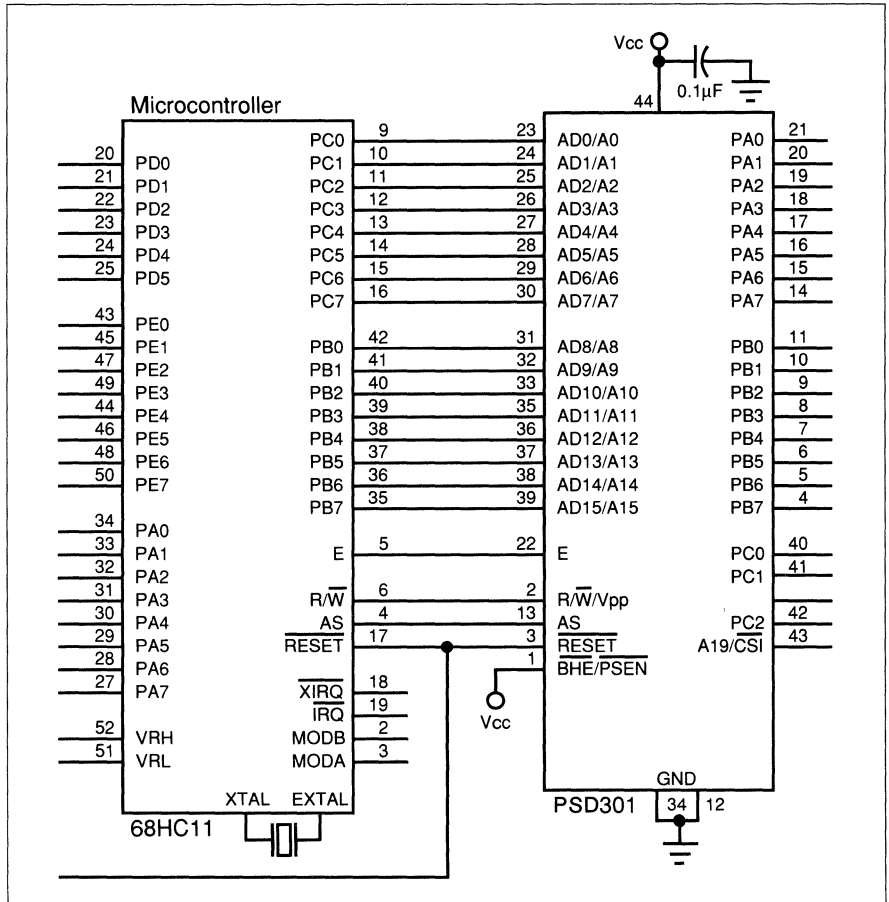 Vcc
0.1µF
44
Microcontroller
9 23 21
PC0 AD0/A0 PA0
20 10 24 20
PD0 PC1 AD1/A1 PA1
21 11 25 19
PD1 PC2 AD2/A2 PA2
22 12 26 18
PD2 PC3 AD3/A3 PA3
23 13 27 17
PD3 PC4 AD4/A4 PA4
24 14 28 16
PD4 PC5 AD5/A5 PA5
25 15 29 15
PD5 PC6 AD6/A6 PA6
16 30 14
PC7 AD7/A7 PA7
43
PE0
45 42 31 11
PE1 PB0 AD8/A8 PB0
47 41 32 10
PE2 PB1 AD9/A9 PB1
49 40 33 9
PE3 PB2 AD10/A10 PB2
44 39 35 8
PE4 PB3 AD11/A11 PB3
46 38 36 7
PE5 PB4 AD12/A12 PB4
48 37 37 6
PE6 PB5 AD13/A13 PB5
50 36 38 5
PE7 PB6 AD14/A14 PB6
35 39 4
PB7 AD15/A15 PB7
34
PA0
33 5 22 40
PA1 E E PC0
32 41
PA2 PC1
31 6 2
PA3 R/W R/W/Vpp
30 4 13 42
PA4 AS AS PC2
29 17 3 43
PA5 RESET RESET A19/CSI
28 1
PA6 BHE/PSEN
27 18
PA7 XIRQ
19
IRQ
Vcc
52 2
VRH MODB
51 3
VRL MODA
GND
XTAL EXTAL
PSD301 34 12
68HC11